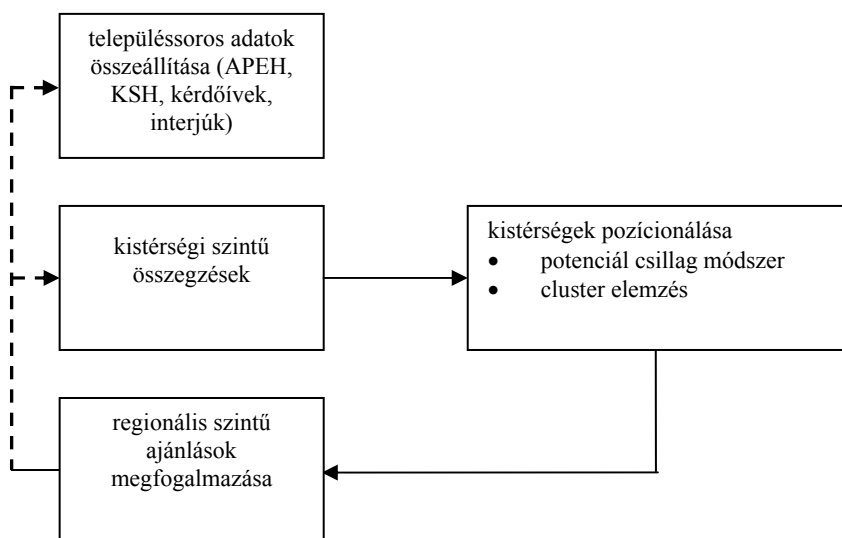 településsoros adatok
összeállítása (APEH,
KSH, kérdőívek,
interjúk)
kistérségi szintű
összegzések
kistérségek pozícionálása
• potenciál csillag módszer
• cluster elemzés
regionális szintű
ajánlások
megfogalmazása